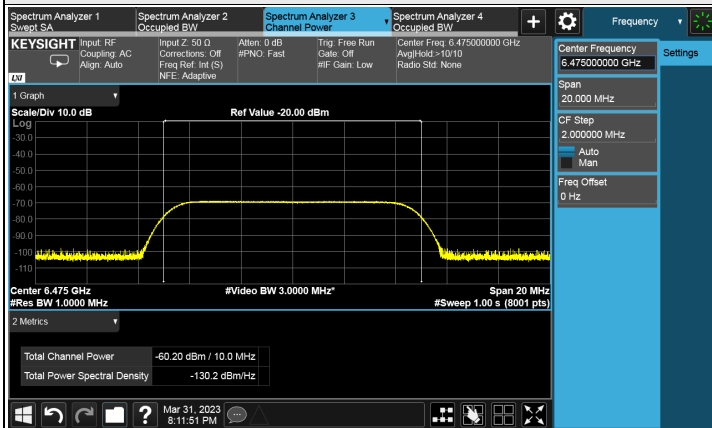 Spectrum Analyzer 1
Swept SA
Spectrum Analyzer 2
Occupied BW
Spectrum Analyzer 3
Channel Power
Spectrum Analyzer 4
Occupied BW
+
Frequency
KEYSIGHT
LXI
Input: RF
Coupling: AC
Align: Auto
Input Z: 50 Ω
Corrections: Off
Freq Ref: Int (S)
NFE: Adaptive
Atten: 0 dB
#PNO: Fast
Trig: Free Run
Gate: Off
#IF Gain: Low
Center Freq: 6.475000000 GHz
Avg|Hold:>10/10
Radio Std: None
Center Frequency
6.475000000 GHz
Settings
Span
20.000 MHz
CF Step
2.000000 MHz
Auto
Man
Freq Offset
0 Hz
1 Graph
Scale/Div 10.0 dB
Ref Value -20.00 dBm
Log
-30.0
-40.0
-50.0
-60.0
-70.0
-80.0
-90.0
-100
-110
Center 6.475 GHz
#Video BW 3.0000 MHz*
Span 20 MHz
#Res BW 1.0000 MHz
#Sweep 1.00 s (8001 pts)
2 Metrics
Total Channel Power -60.20 dBm / 10.0 MHz
Total Power Spectral Density -130.2 dBm/Hz
?
Mar 31, 2023
8:11:51 PM